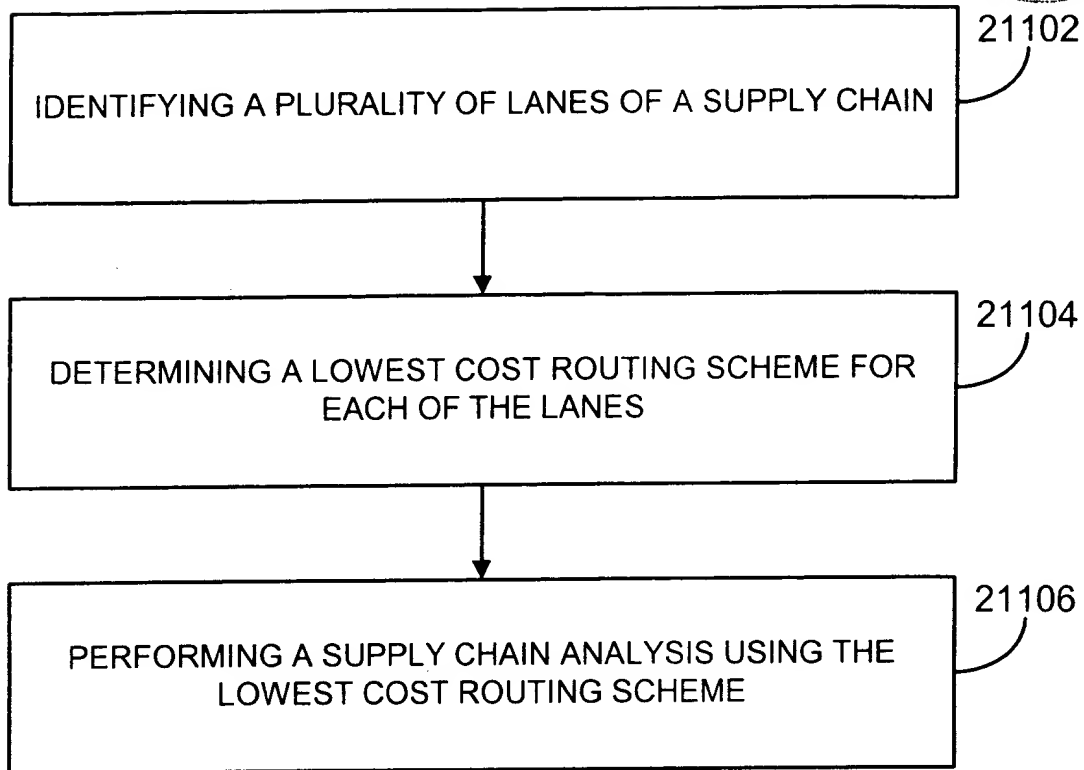 21102
IDENTIFYING A PLURALITY OF LANES OF A SUPPLY CHAIN
21104
DETERMINING A LOWEST COST ROUTING SCHEME FOR
EACH OF THE LANES
21106
PERFORMING A SUPPLY CHAIN ANALYSIS USING THE
LOWEST COST ROUTING SCHEME